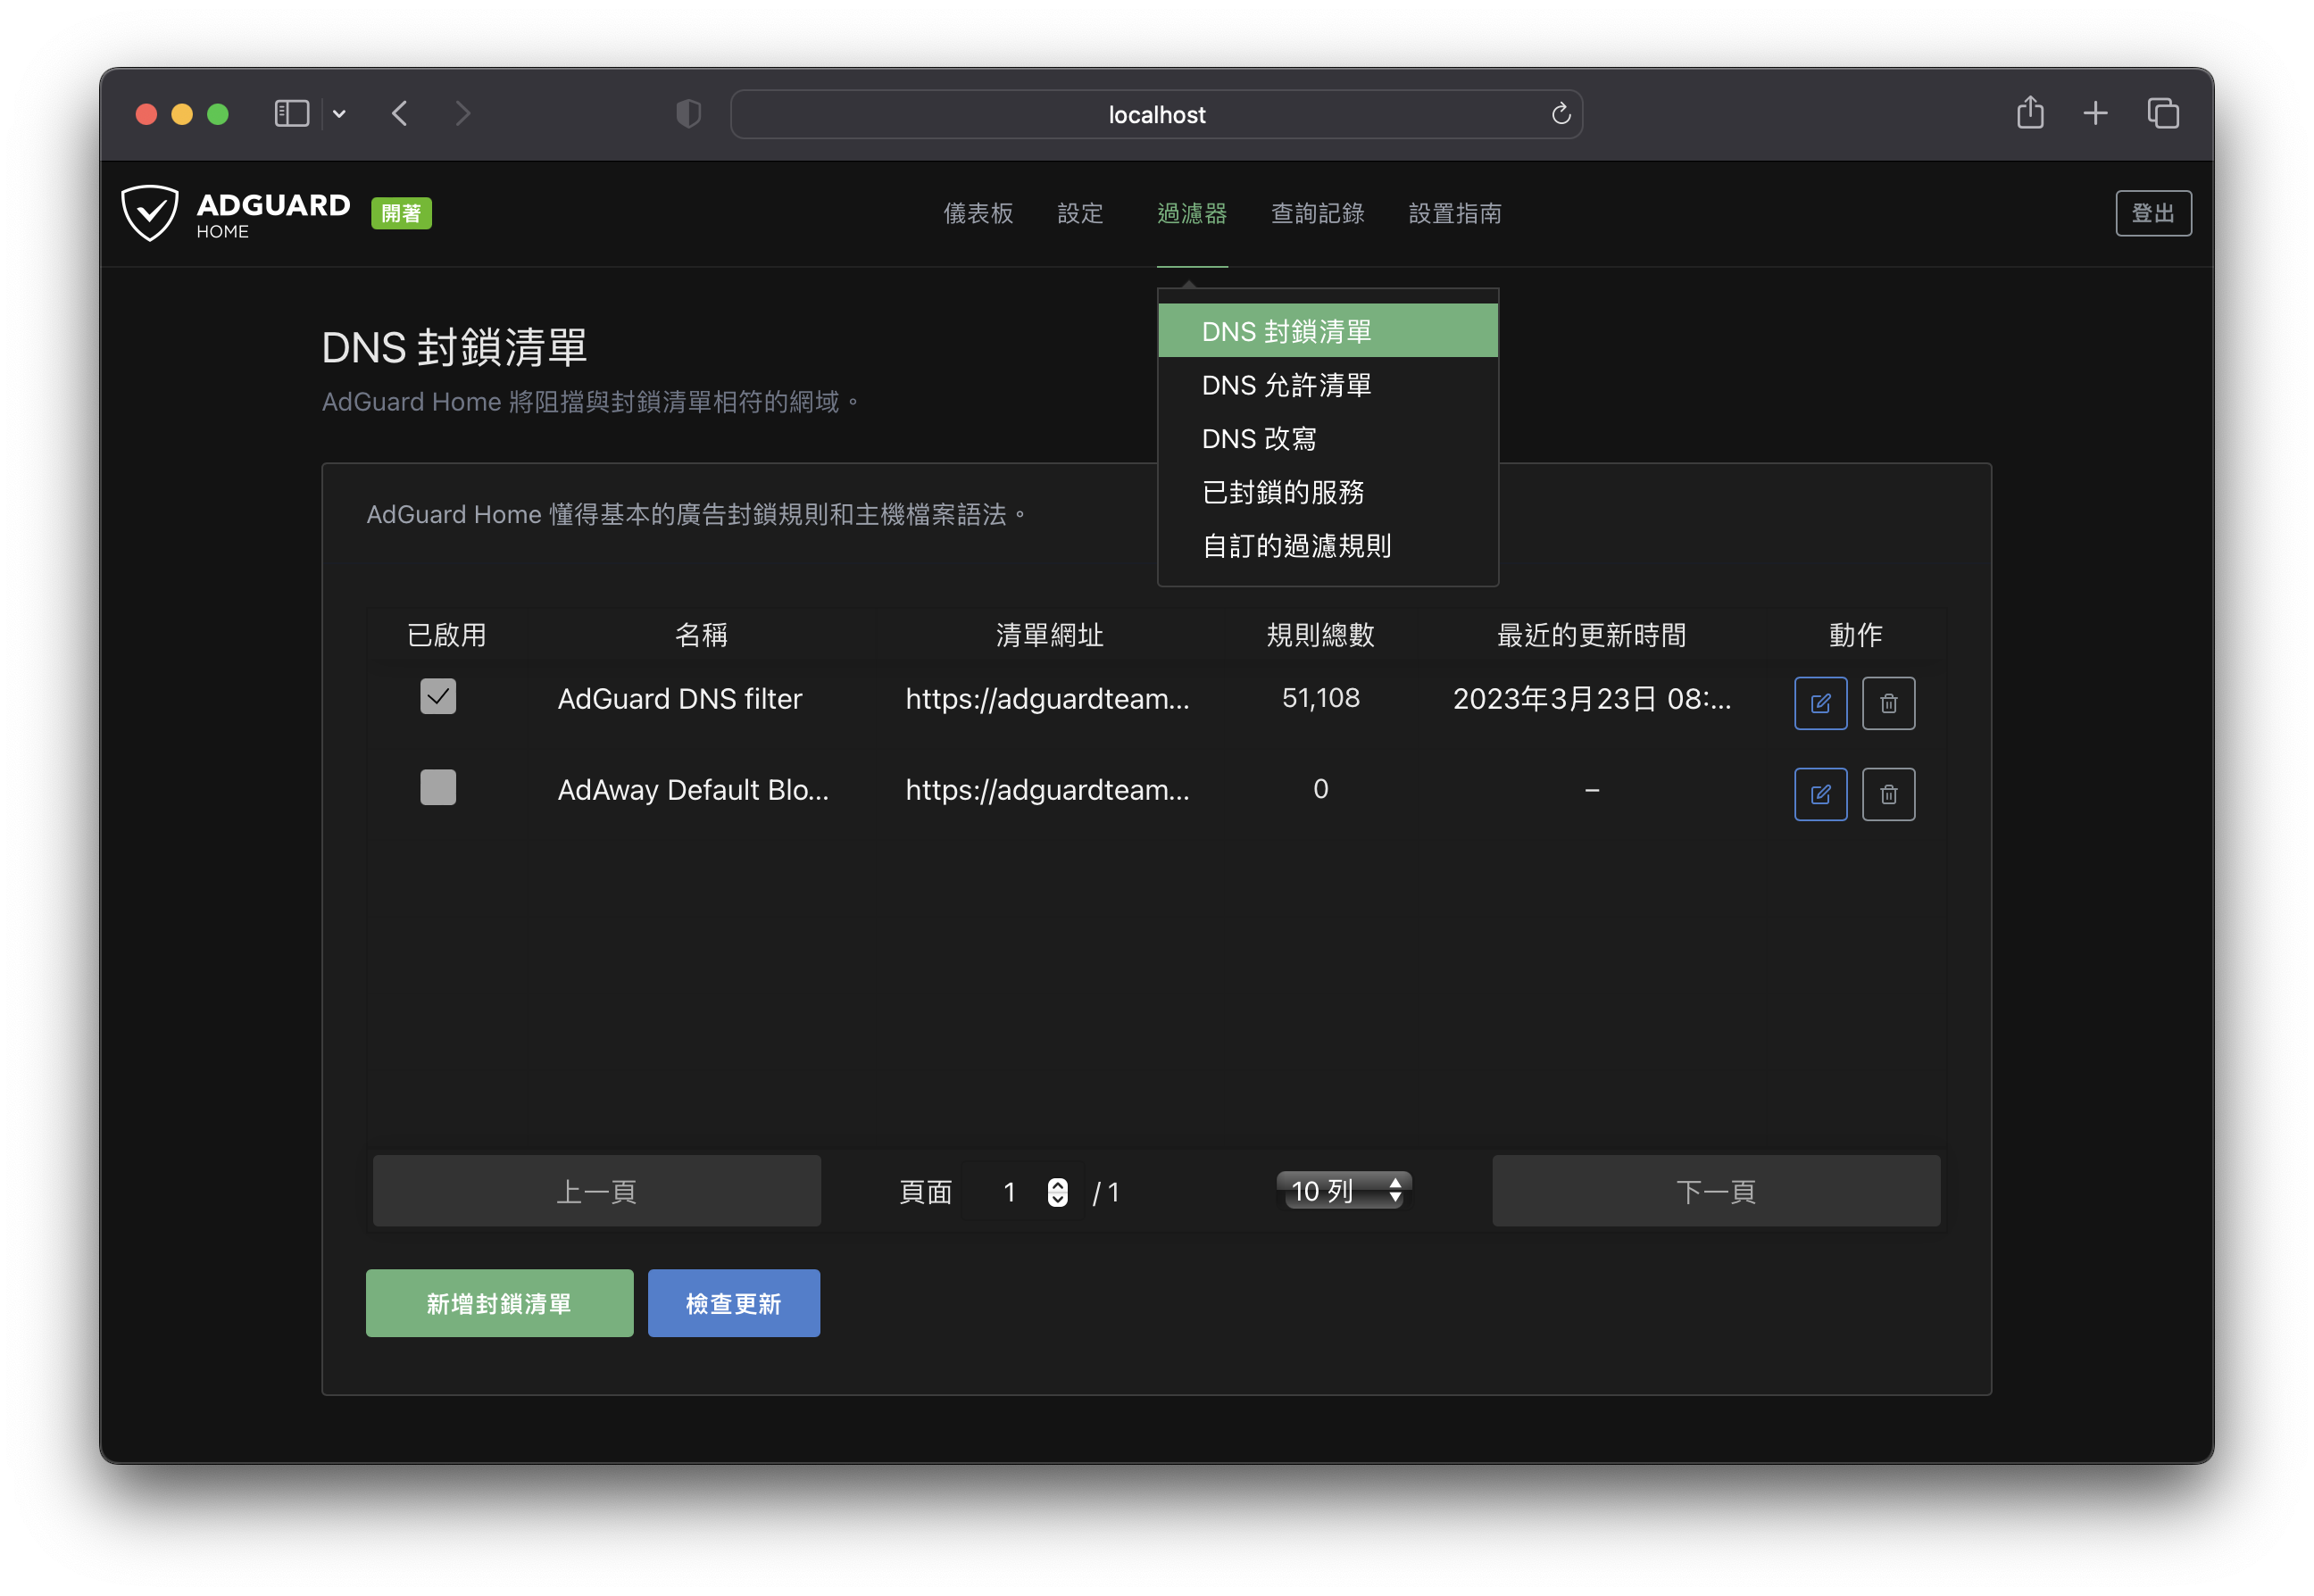 localhost
ADGUARD
HOME
開著
儀表板 設定 過濾器 查詢記錄 設置指南
登出
DNS 封鎖清單
DNS 允許清單
DNS 改寫
已封鎖的服務
自訂的過濾規則
DNS 封鎖清單
AdGuard Home 將阻擋與封鎖清單相符的網域。
AdGuard Home 懂得基本的廣告封鎖規則和主機檔案語法。
已啟用 名稱 清單網址 規則總數 最近的更新時間 動作
AdGuard DNS filter https://adguardteam... 51,108 2023年3月23日 08:...
AdAway Default Blo... https://adguardteam... 0 –
上一頁 頁面 1 / 1 10 列 下一頁
新增封鎖清單 檢查更新